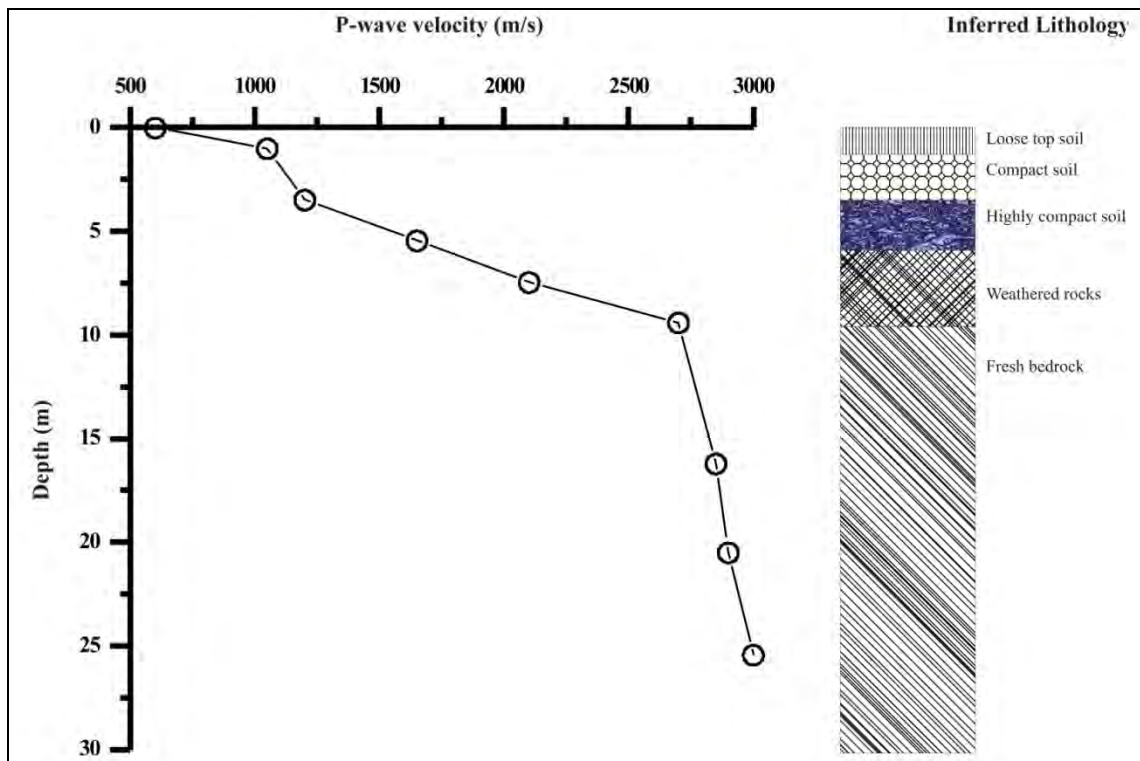 P-wave velocity (m/s)
Inferred Lithology
500 1000 1500 2000 2500 3000
0
5
10
15
20
25
30
Depth (m)
Loose top soil
Compact soil
Highly compact soil
Weathered rocks
Fresh bedrock